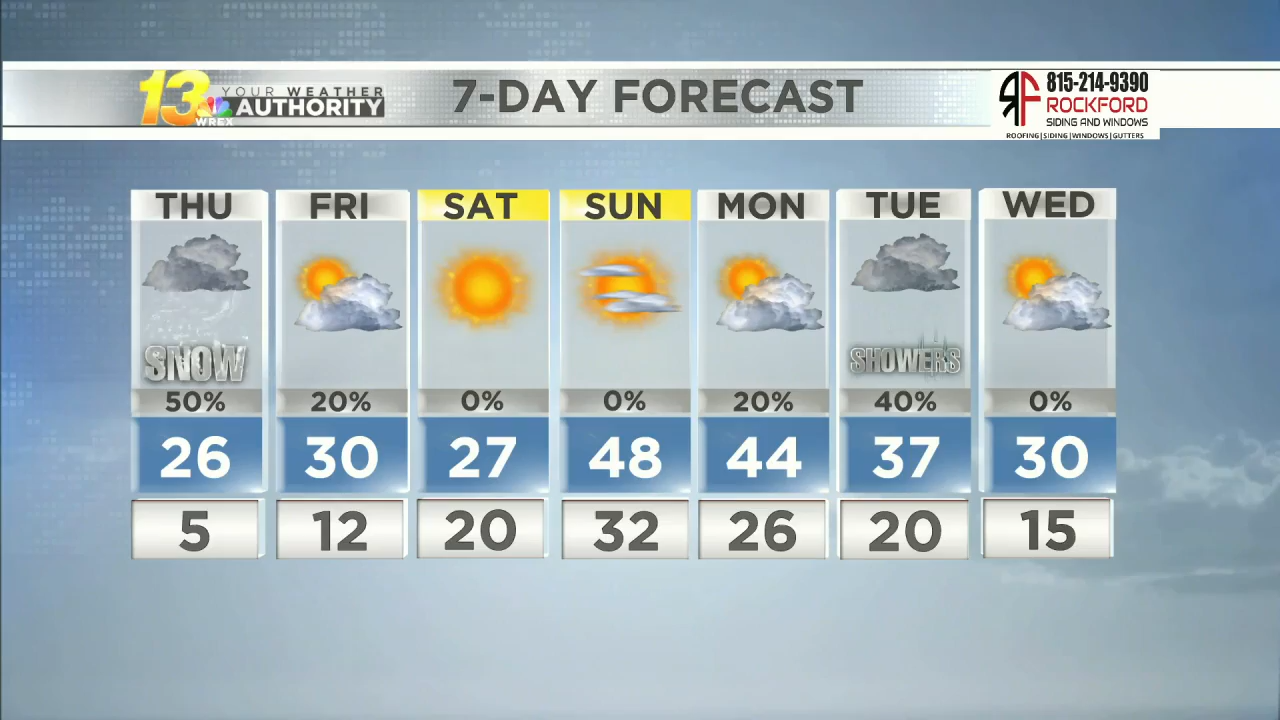 13 WREX YOUR WEATHER AUTHORITY
7-DAY FORECAST
815-214-9390
ROCKFORD
SIDING AND WINDOWS
ROOFING|SIDING|WINDOWS|GUTTERS
THU FRI SAT SUN MON TUE WED
SNOW SHOWERS
50% 20% 0% 0% 20% 40% 0%
26 30 27 48 44 37 30
5 12 20 32 26 20 15